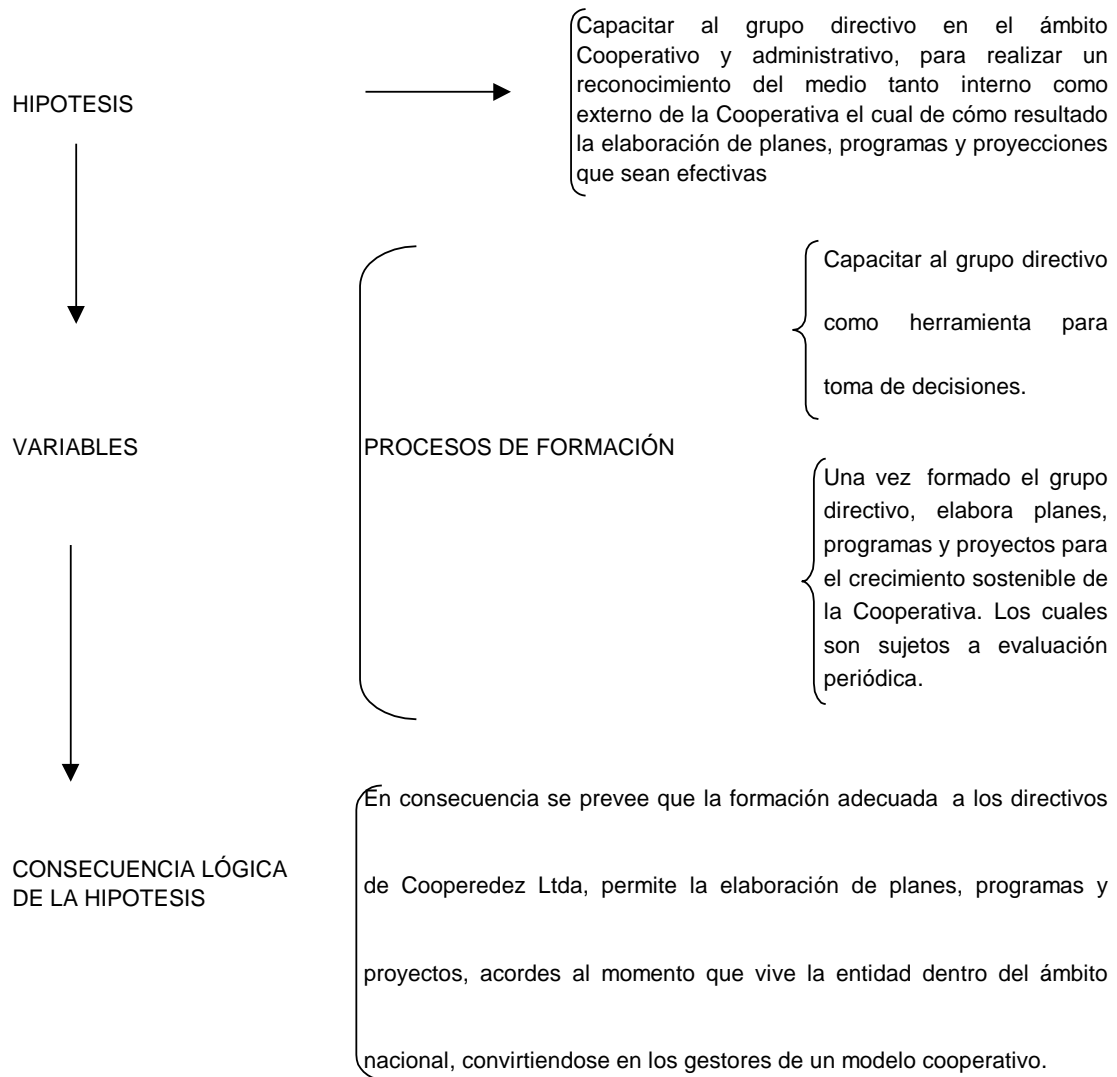 HIPOTESIS
Capacitar al grupo directivo en el ámbito
Cooperativo y administrativo, para realizar un
reconocimiento del medio tanto interno como
externo de la Cooperativa el cual de cómo resultado
la elaboración de planes, programas y proyecciones
que sean efectivas
VARIABLES
PROCESOS DE FORMACIÓN
Capacitar al grupo directivo
como herramienta para
toma de decisiones.
Una vez formado el grupo
directivo, elabora planes,
programas y proyectos para
el crecimiento sostenible de
la Cooperativa. Los cuales
son sujetos a evaluación
periódica.
CONSECUENCIA LÓGICA
DE LA HIPOTESIS
En consecuencia se prevee que la formación adecuada a los directivos
de Cooperedez Ltda, permite la elaboración de planes, programas y
proyectos, acordes al momento que vive la entidad dentro del ámbito
nacional, convirtiendose en los gestores de un modelo cooperativo.